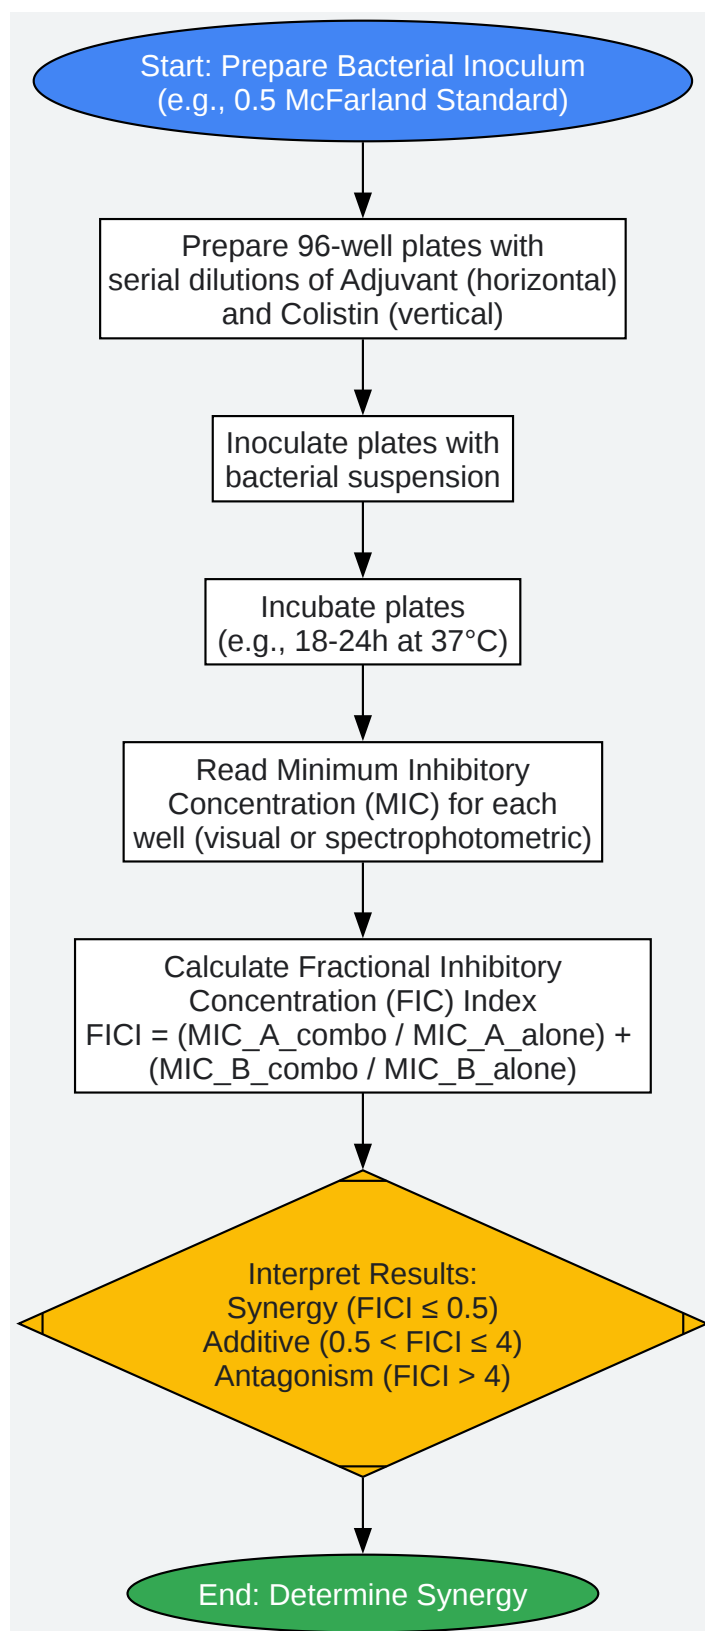 Start: Prepare Bacterial Inoculum
(e.g., 0.5 McFarland Standard)
Prepare 96-well plates with
serial dilutions of Adjuvant (horizontal)
and Colistin (vertical)
Inoculate plates with
bacterial suspension
Incubate plates
(e.g., 18-24h at 37°C)
Read Minimum Inhibitory
Concentration (MIC) for each
well (visual or spectrophotometric)
Calculate Fractional Inhibitory
Concentration (FIC) Index
FICI = (MIC_A_combo / MIC_A_alone) +
(MIC_B_combo / MIC_B_alone)
Interpret Results:
Synergy (FICI ≤ 0.5)
Additive (0.5 < FICI ≤ 4)
Antagonism (FICI > 4)
End: Determine Synergy